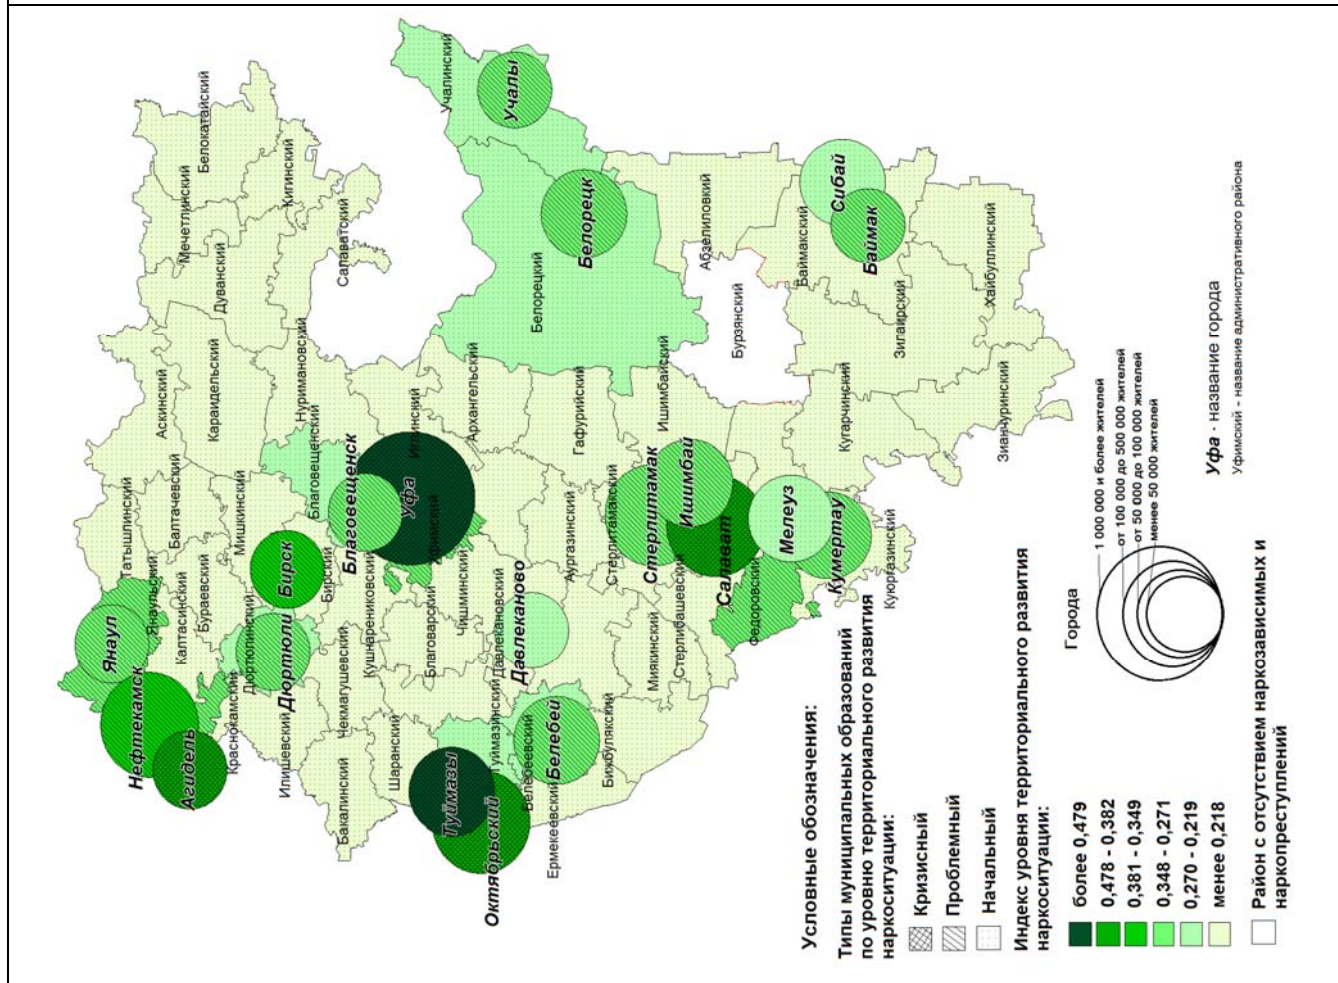 Учалинский
Учалы
Белокатайский
Мечетлинский
Кигинский
Дуванский
Салаватский
Белорецк
Белорецкий
Абзелиловкий
Сибай
Баймак
Баймакский
Бурзянский
Хайбуллинский
Зигаирский
Зианчуринский
Кугарчинский
Аскинский
Караидельский
Нуримановский
Благовещенский
Иглинский
Архангельский
Гафурийский
Ишимбайский
Татышлинский
Балтачевский
Мишкинский
Благовещенск
Уфа
Уфимский
Бирск
Бирский
Янаул
Янаульский
Калтасинский
Бураевский
Дюртюлинский
Дюртюли
Кушнарениковский
Чишминский
Благоварский
Чекмагушевский
Давлеканово
Давлекановский
Аургазинский
Стерлитамакский
Стерлитамак
Ишимбай
Салават
Мелеуз
Кумертау
Куюргазинский
Федоровский
Стерлибашевский
Миякинский
Нефтекамск
Агидель
Краснокамский
Илишевский
Бакалинский
Шаранский
Туймазы
Туймазинский
Октябрьский
Белебеевский
Белебей
Ермекеевский
Бижбулякский
Условные обозначения:
Типы муниципальных образований
по уровню территориального развития
наркоситуации:
Кризисный
Проблемный
Начальный
Индекс уровня территориального развития
наркоситуации:
более 0,479
0,478 - 0,382
0,381 - 0,349
0,348 - 0,271
0,270 - 0,219
менее 0,218
Район с отсутствием наркозависимых и
наркопреступлений
Города
1 000 000 и более жителей
от 100 000 до 500 000 жителей
от 50 000 до 100 000 жителей
менее 50 000 жителей
Уфа - название города
Уфимский - название административного района